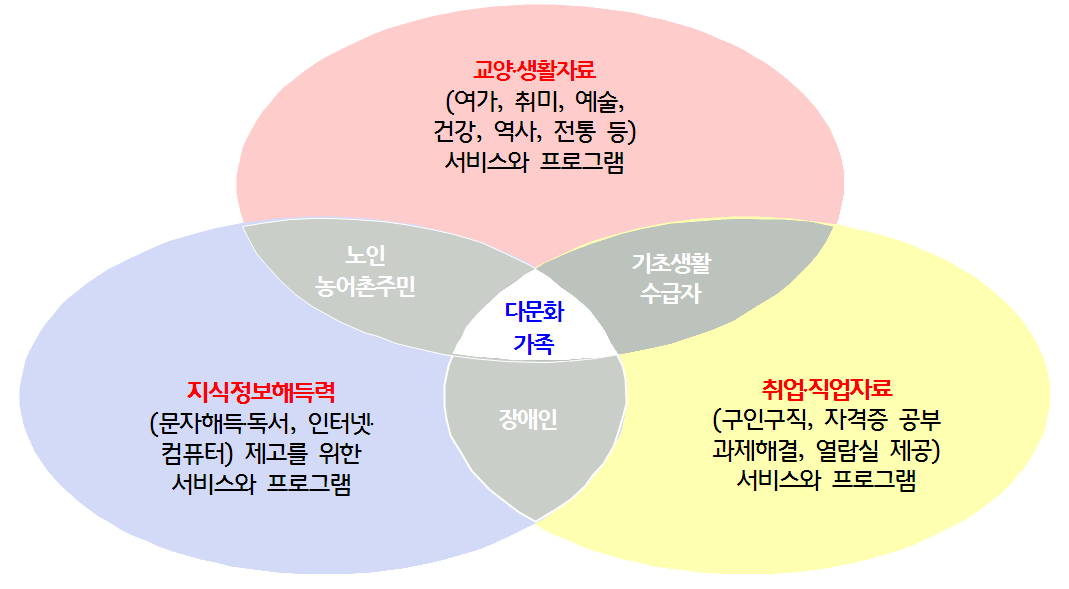 교양·생활자료
(여가, 취미, 예술,
건강, 역사, 전통 등)
서비스와 프로그램
노인
농어촌주민
기초생활
수급자
다문화
가족
장애인
지식정보해득력
(문자해득·독서, 인터넷·
컴퓨터) 제고를 위한
서비스와 프로그램
취업·직업자료
(구인구직, 자격증 공부
과제해결, 열람실 제공)
서비스와 프로그램